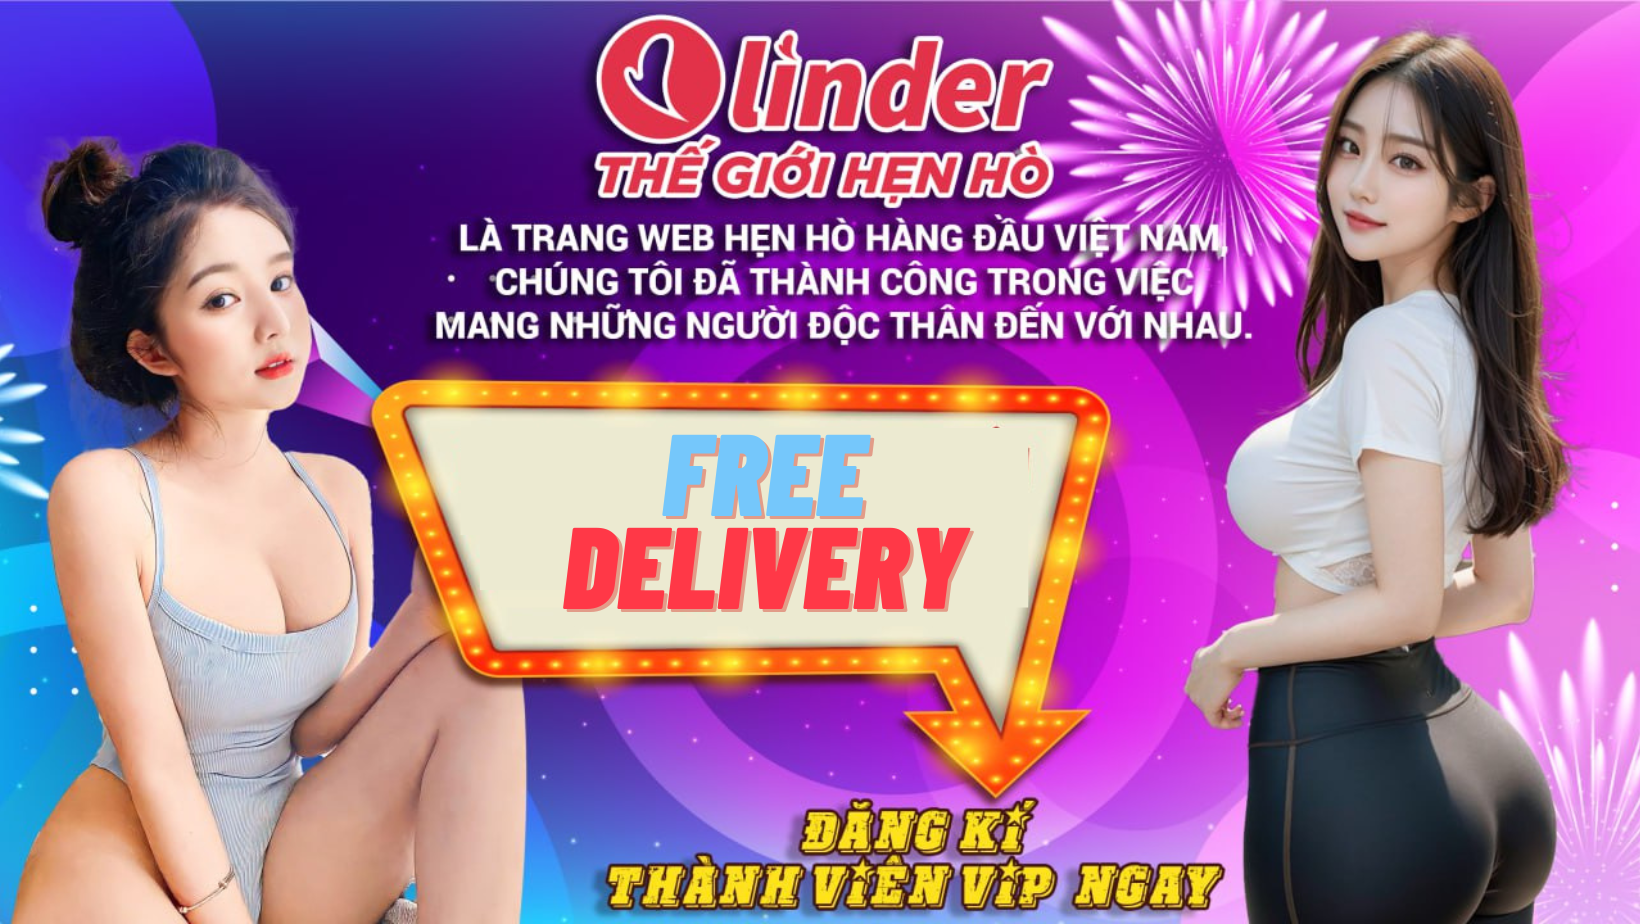 linder
THẾ GIỚI HẸN HÒ
LÀ TRANG WEB HẸN HÒ HÀNG ĐẦU VIỆT NAM,
CHÚNG TÔI ĐÃ THÀNH CÔNG TRONG VIỆC
MANG NHỮNG NGƯỜI ĐỘC THÂN ĐẾN VỚI NHAU.
FREE
DELIVERY
ĐĂNG KÍ
THÀNH VIÊN VIP NGAY